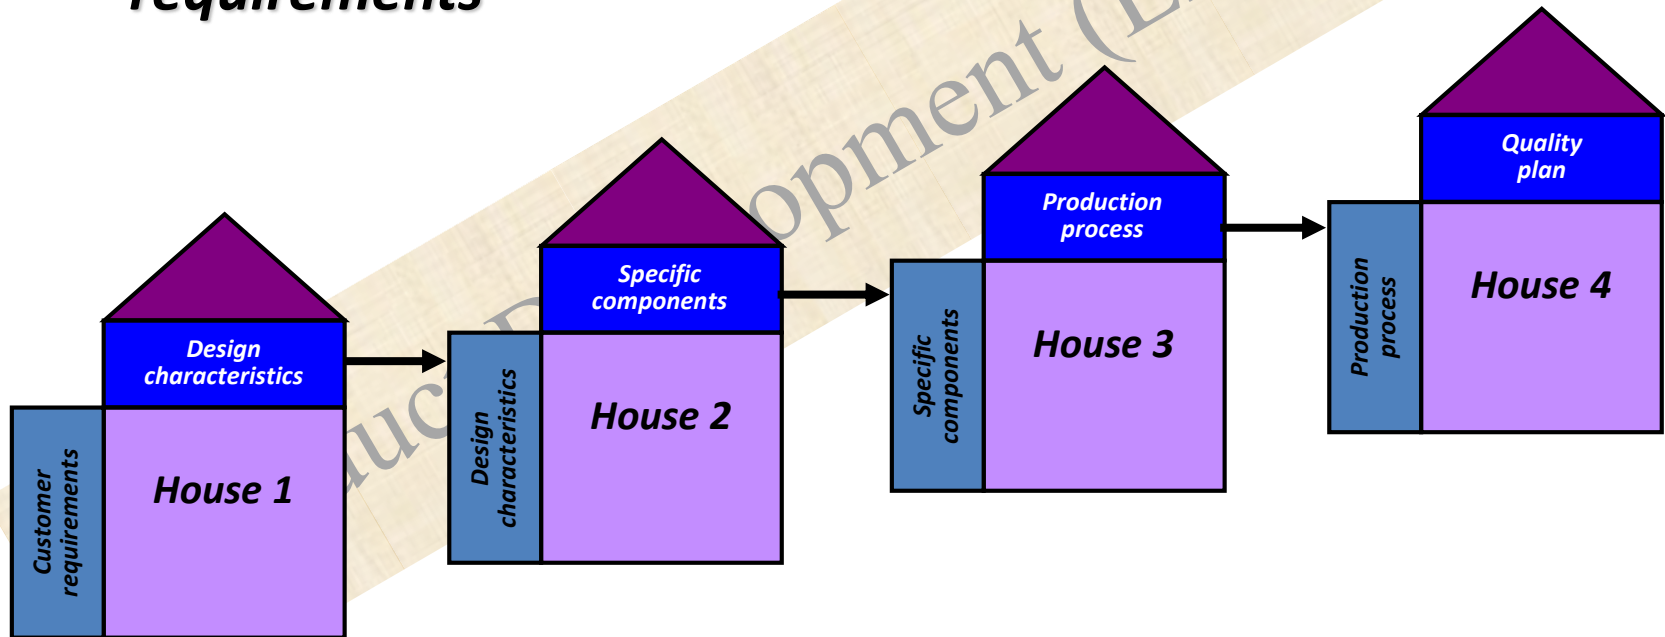 requirements
Design
characteristics
Customer
requirements
House 1
Specific
components
Design
characteristics
House 2
Production
process
Specific
components
House 3
Quality
plan
Production
process
House 4